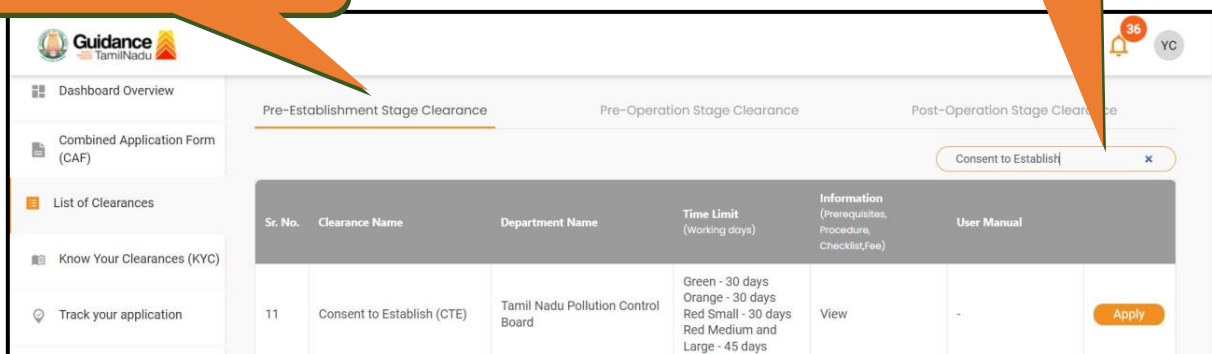 Guidance
TamilNadu
36
YC
Dashboard Overview
Combined Application Form
(CAF)
List of Clearances
Know Your Clearances (KYC)
Track your application
Pre-Establishment Stage Clearance
Pre-Operation Stage Clearance
Post-Operation Stage Clearance
Consent to Establish
Sr. No.
Clearance Name
Department Name
Time Limit
(Working days)
Information
(Prerequisites,
Procedure,
Checklist,Fee)
User Manual
11
Consent to Establish (CTE)
Tamil Nadu Pollution Control
Board
Green - 30 days
Orange - 30 days
Red Small - 30 days
Red Medium and
Large - 45 days
View
-
Apply